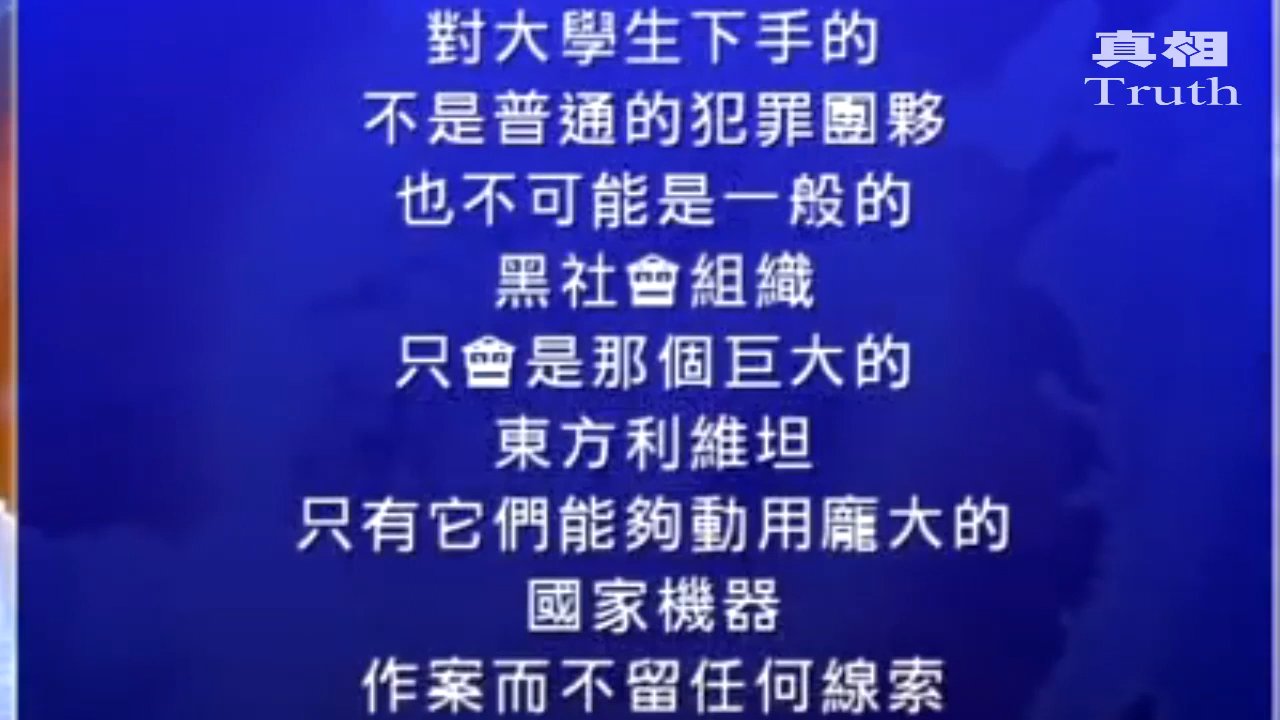 真相
Truth
對大學生下手的
不是普通的犯罪團夥
也不可能是一般的
黑社會組織
只會是那個巨大的
東方利維坦
只有它們能夠動用龐大的
國家機器
作案而不留任何線索